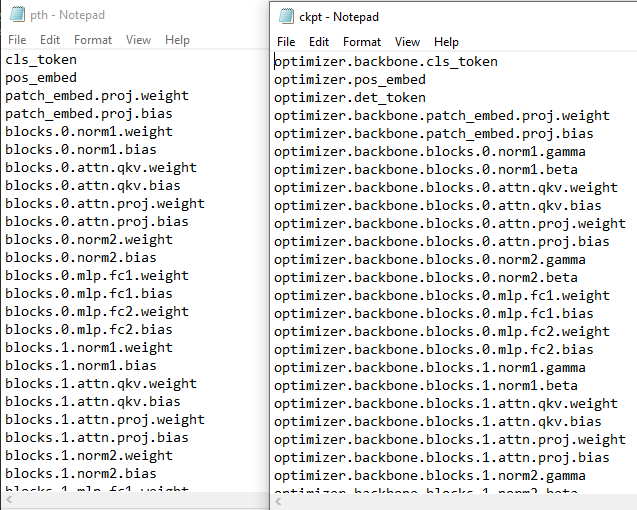 pth - Notepad
File Edit Format View Help
cls_token
pos_embed
patch_embed.proj.weight
patch_embed.proj.bias
blocks.0.norm1.weight
blocks.0.norm1.bias
blocks.0.attn.qkv.weight
blocks.0.attn.qkv.bias
blocks.0.attn.proj.weight
blocks.0.attn.proj.bias
blocks.0.norm2.weight
blocks.0.norm2.bias
blocks.0.mlp.fc1.weight
blocks.0.mlp.fc1.bias
blocks.0.mlp.fc2.weight
blocks.0.mlp.fc2.bias
blocks.1.norm1.weight
blocks.1.norm1.bias
blocks.1.attn.qkv.weight
blocks.1.attn.qkv.bias
blocks.1.attn.proj.weight
blocks.1.attn.proj.bias
blocks.1.norm2.weight
blocks.1.norm2.bias
blocks.1.mlp.fc1.weight
ckpt - Notepad
File Edit Format View Help
optimizer.backbone.cls_token
optimizer.pos_embed
optimizer.det_token
optimizer.backbone.patch_embed.proj.weight
optimizer.backbone.patch_embed.proj.bias
optimizer.backbone.blocks.0.norm1.gamma
optimizer.backbone.blocks.0.norm1.beta
optimizer.backbone.blocks.0.attn.qkv.weight
optimizer.backbone.blocks.0.attn.qkv.bias
optimizer.backbone.blocks.0.attn.proj.weight
optimizer.backbone.blocks.0.attn.proj.bias
optimizer.backbone.blocks.0.norm2.gamma
optimizer.backbone.blocks.0.norm2.beta
optimizer.backbone.blocks.0.mlp.fc1.weight
optimizer.backbone.blocks.0.mlp.fc1.bias
optimizer.backbone.blocks.0.mlp.fc2.weight
optimizer.backbone.blocks.0.mlp.fc2.bias
optimizer.backbone.blocks.1.norm1.gamma
optimizer.backbone.blocks.1.norm1.beta
optimizer.backbone.blocks.1.attn.qkv.weight
optimizer.backbone.blocks.1.attn.qkv.bias
optimizer.backbone.blocks.1.attn.proj.weight
optimizer.backbone.blocks.1.attn.proj.bias
optimizer.backbone.blocks.1.norm2.gamma
optimizer.backbone.blocks.1.norm2.beta